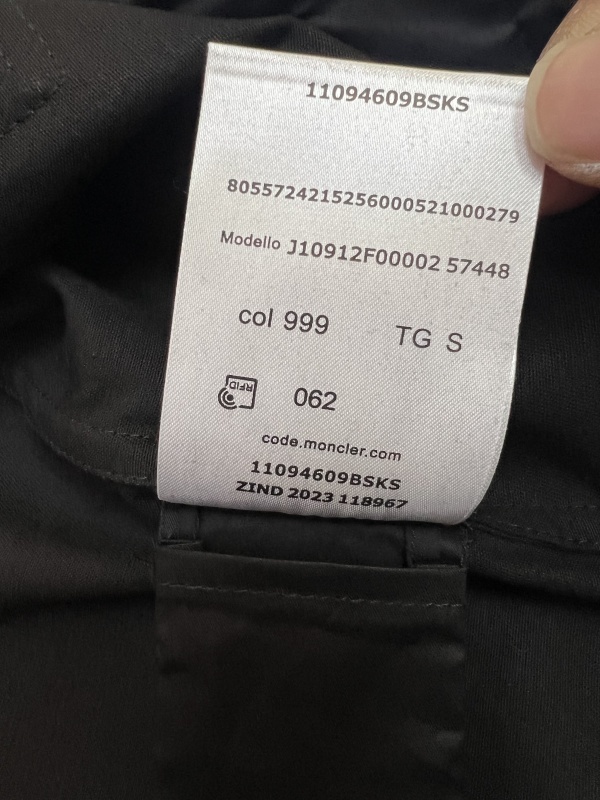 11094609BSKS
8055724215256000521000279
Modello J10912F00002 57448
col 999 TG S
RFID 062
code.moncler.com
11094609BSKS
ZIND 2023 118967